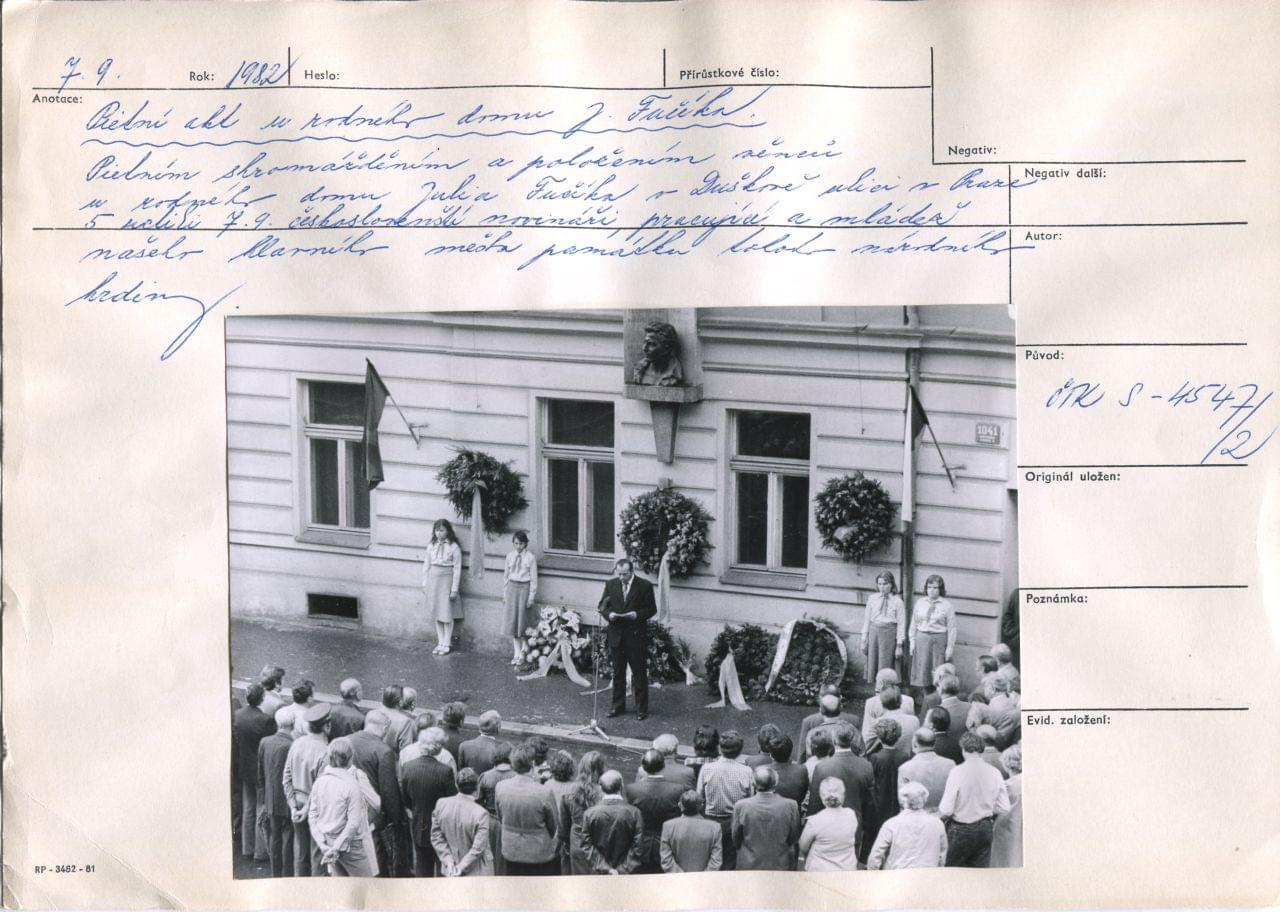 7. 9. Rok: 1982 Heslo: Přírůstkové číslo:
Anotace:
Pietní akt u rodného domu J. Fučíka.
Pietním shromážděním a položením věnců
u rodného domu Julia Fučíka v Duškově ulici v Praze
5 uctili 7.9. českoslovenští novináři pracující a mládež
našeho hlavního města památku tohoto národního
hrdiny.
Negativ:
Negativ další:
Autor:
Původ:
ČTK S-4547/
/2
Originál uložen:
Poznámka:
Evid. založení:
1041
RP - 3462 - 81